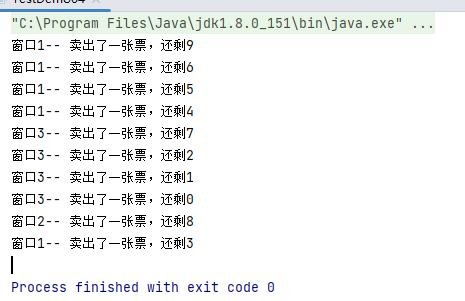 "C:\Program Files\Java\jdk1.8.0_151\bin\java.exe" ...
窗口1-- 卖出了一张票，还剩9
窗口1-- 卖出了一张票，还剩6
窗口1-- 卖出了一张票，还剩5
窗口1-- 卖出了一张票，还剩4
窗口3-- 卖出了一张票，还剩7
窗口3-- 卖出了一张票，还剩2
窗口3-- 卖出了一张票，还剩1
窗口3-- 卖出了一张票，还剩0
窗口2-- 卖出了一张票，还剩8
窗口1-- 卖出了一张票，还剩3
Process finished with exit code 0